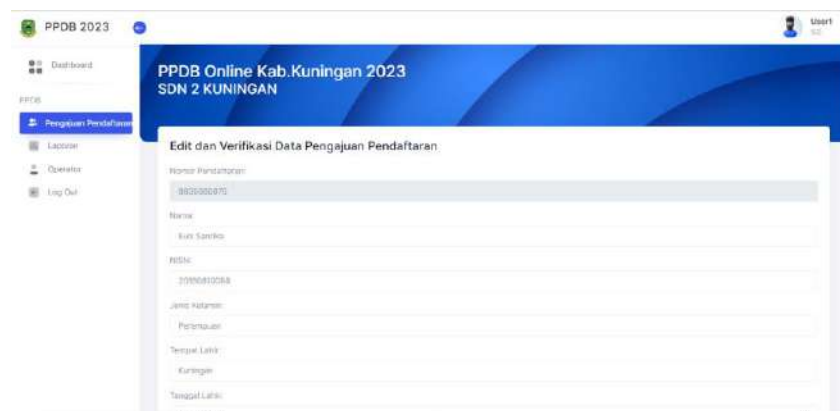 PPDB 2023
User1
SD
Dashboard
PPDB
Pengajuan Pendaftaran
Laporan
Operator
Log Out
PPDB Online Kab.Kuningan 2023
SDN 2 KUNINGAN
Edit dan Verifikasi Data Pengajuan Pendaftaran
Nomor Pendaftaran:
Nama:
NISN:
Jenis Kelamin:
Perempuan
Tempat Lahir:
Kuningan
Tanggal Lahir: